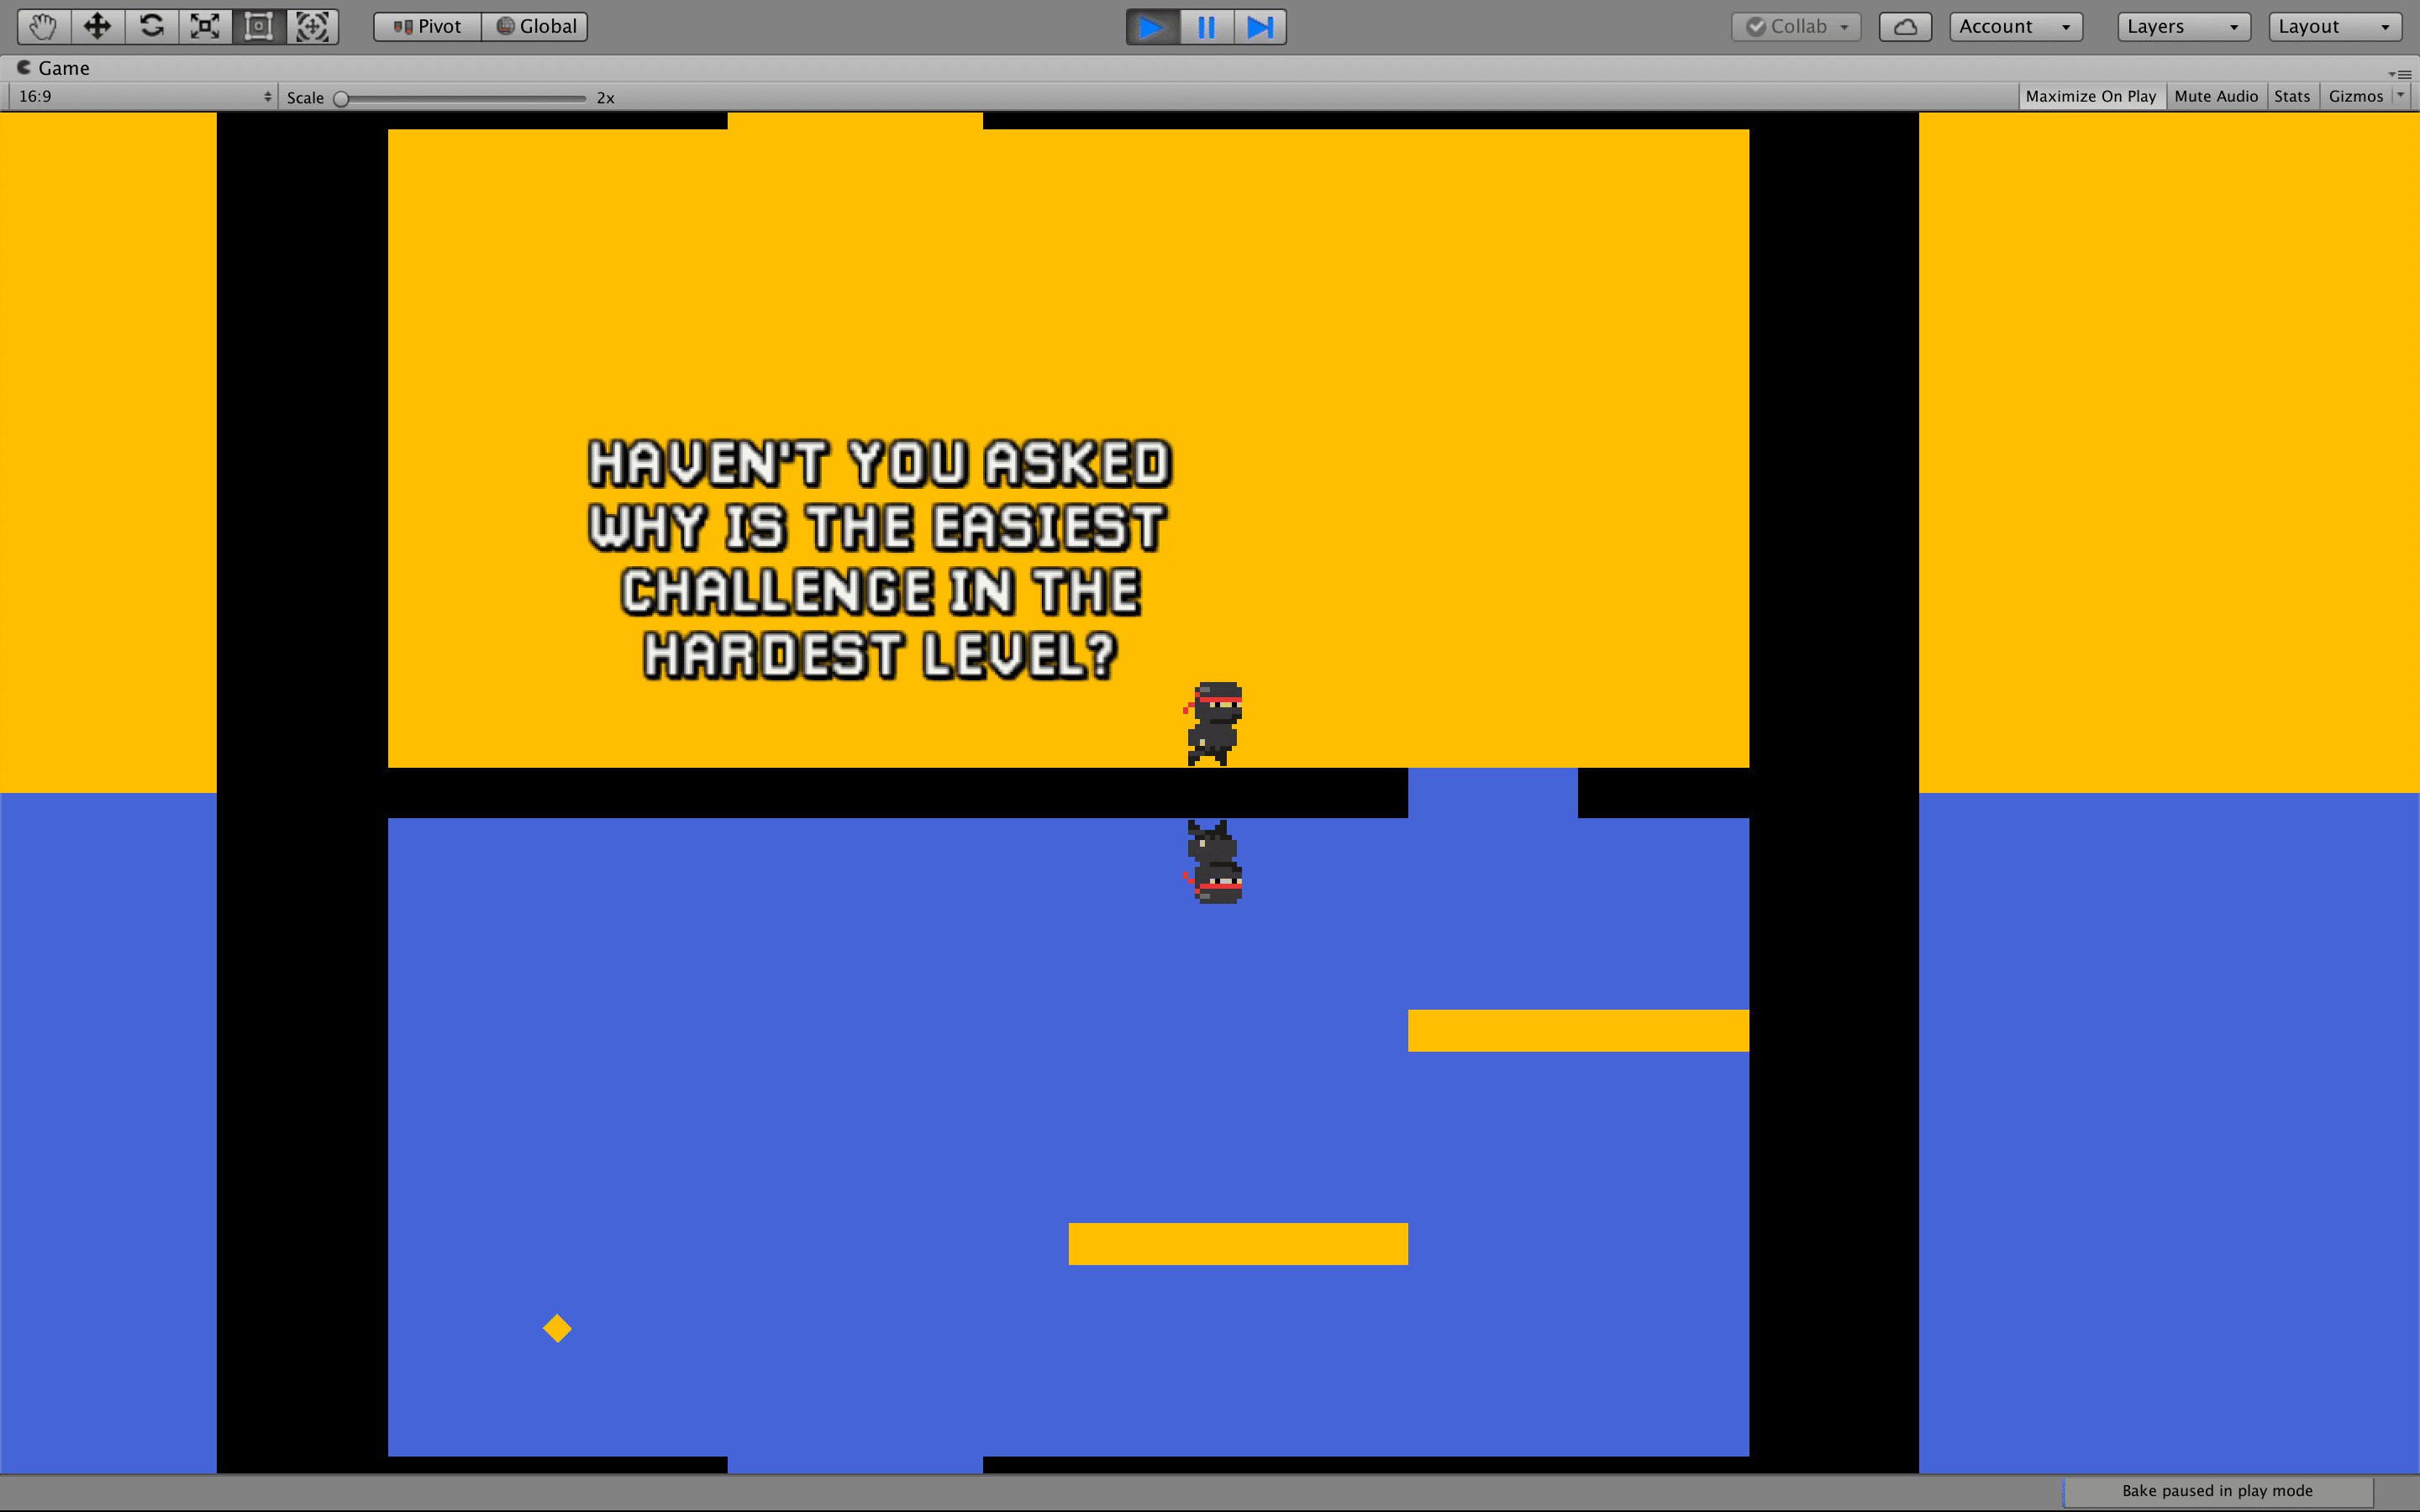 Pivot Global Collab Account Layers Layout
Game
16:9 Scale 2x Maximize On Play Mute Audio Stats Gizmos
HAVEN'T YOU ASKED
WHY IS THE EASIEST
CHALLENGE IN THE
HARDEST LEVEL?
Bake paused in play mode